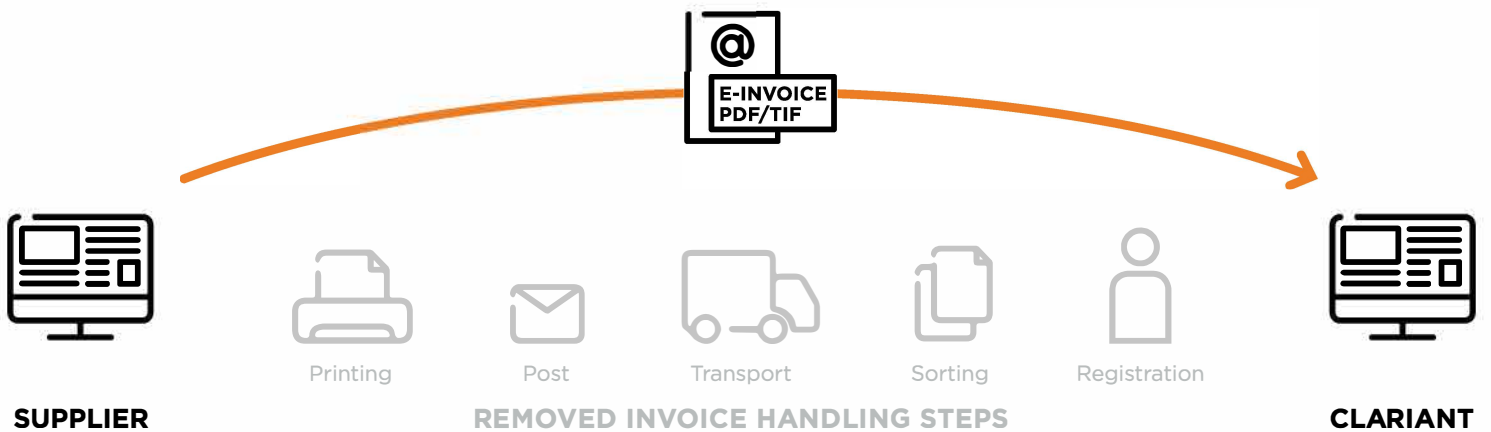 @
E-INVOICE
PDF/TIF
Printing
Post
Transport
Sorting
Registration
SUPPLIER
REMOVED INVOICE HANDLING STEPS
CLARIANT